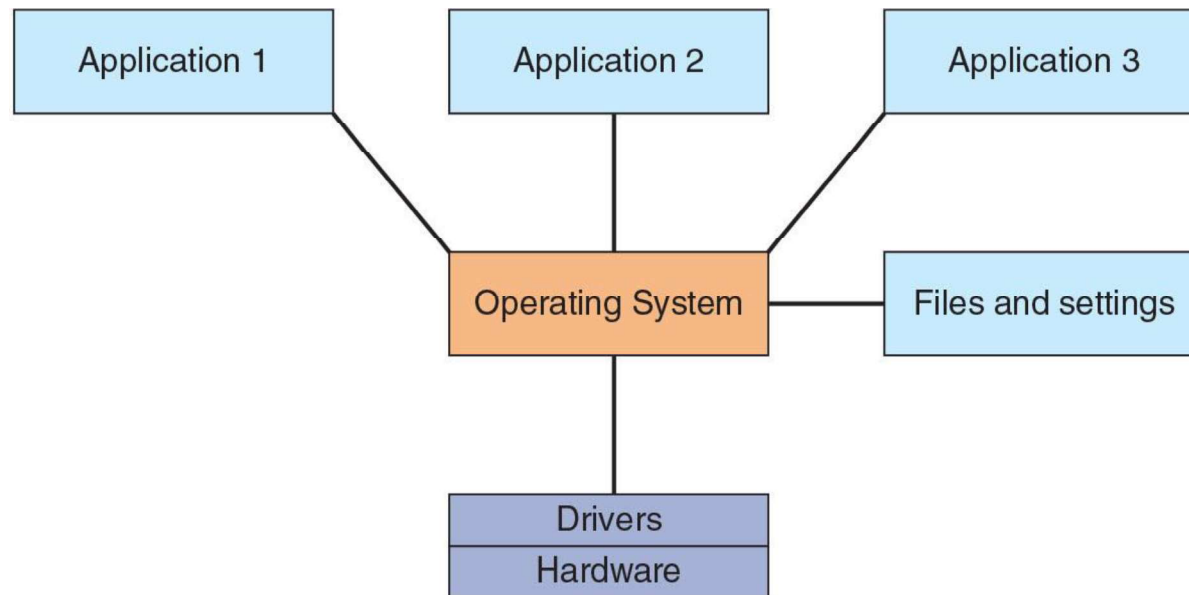 Application 1
Application 2
Application 3
Operating System
Files and settings
Drivers
Hardware